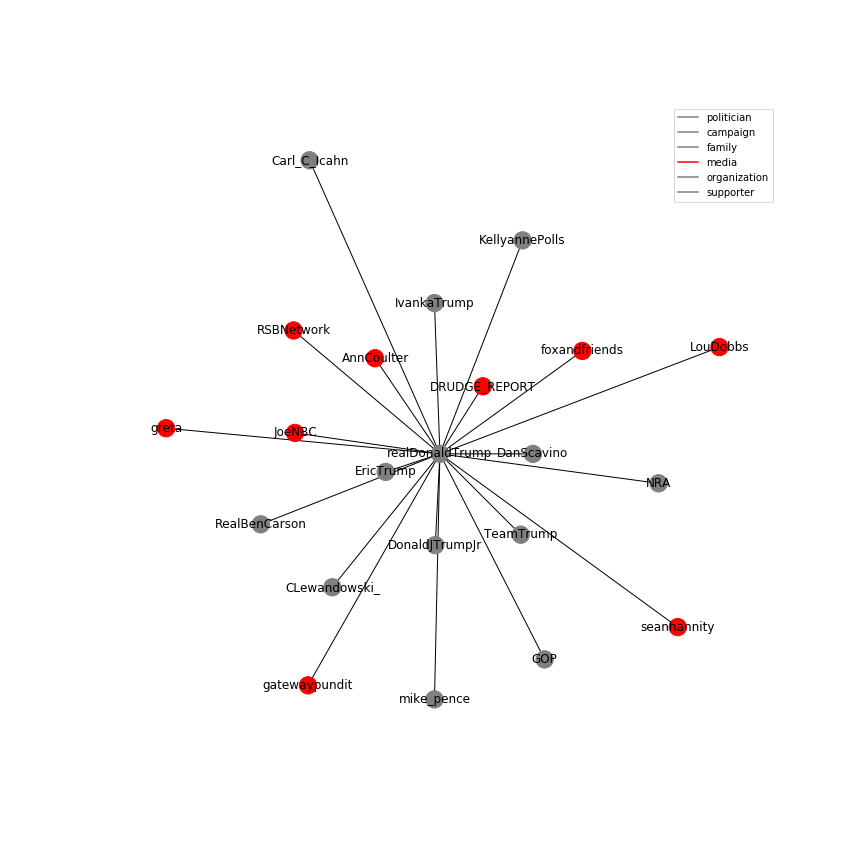 politician
campaign
family
media
organization
supporter
Carl_C_Icahn
KellyannePolls
IvankaTrump
RSBNetwork
AnnCoulter
foxandfriends
LouDobbs
DRUDGE_REPORT
greta
JoeNBC
realDonaldTrump
DanScavino
EricTrump
NRA
RealBenCarson
TeamTrump
DonaldJTrumpJr
CLewandowski_
seanhannity
GOP
gatewaypundit
mike_pence